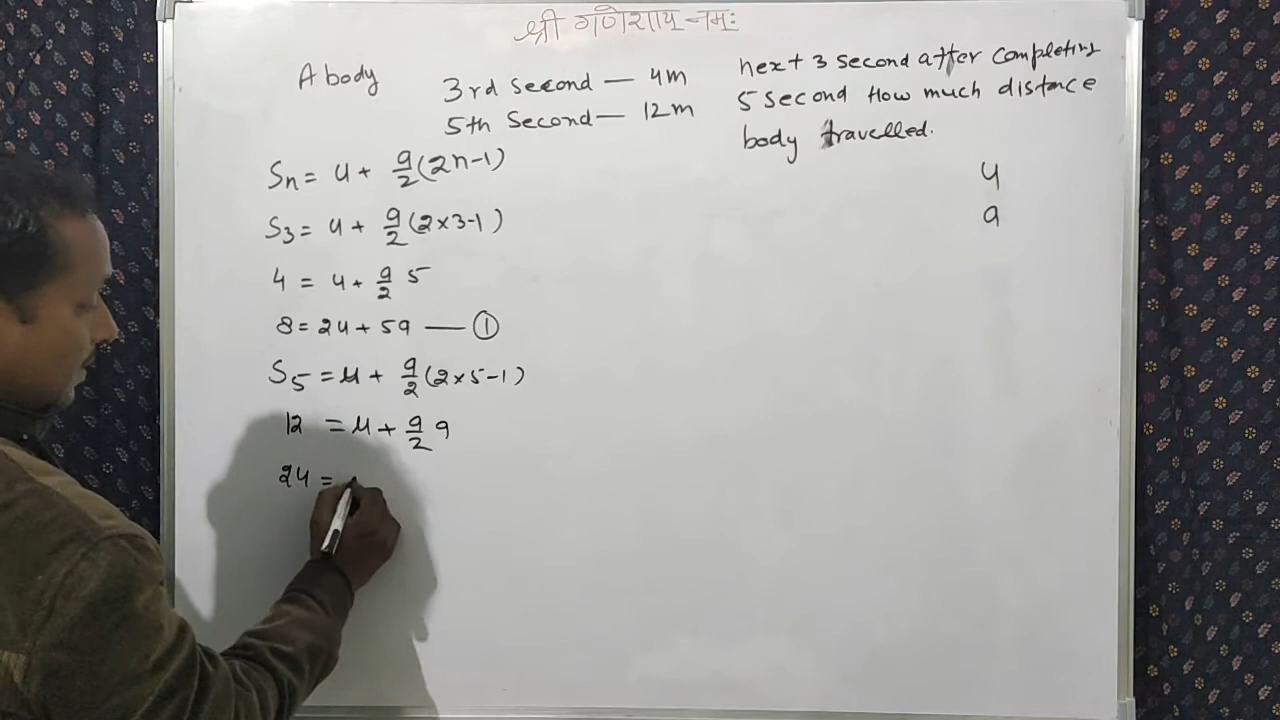 श्री गणेशाय नमः
A body
3rd second — 4m
5th second — 12m
next 3 second after completing
5 second How much distance
body travelled.
u
a
Sn = u + a/2 (2n-1)
S3 = u + a/2 (2×3-1)
4 = u + a/2 5
8 = 2u + 5a — ①
S5 = u + a/2 (2×5-1)
12 = u + a/2 9
24 =